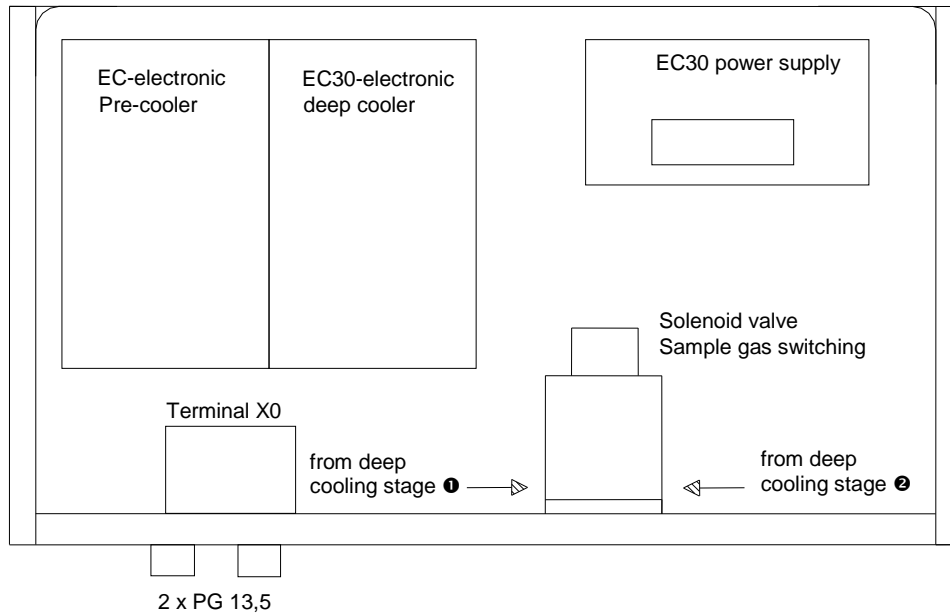 EC-electronic
Pre-cooler
EC30-electronic
deep cooler
EC30 power supply
Solenoid valve
Sample gas switching
Terminal X0
from deep
cooling stage ❶
from deep
cooling stage ❷
2 x PG 13,5